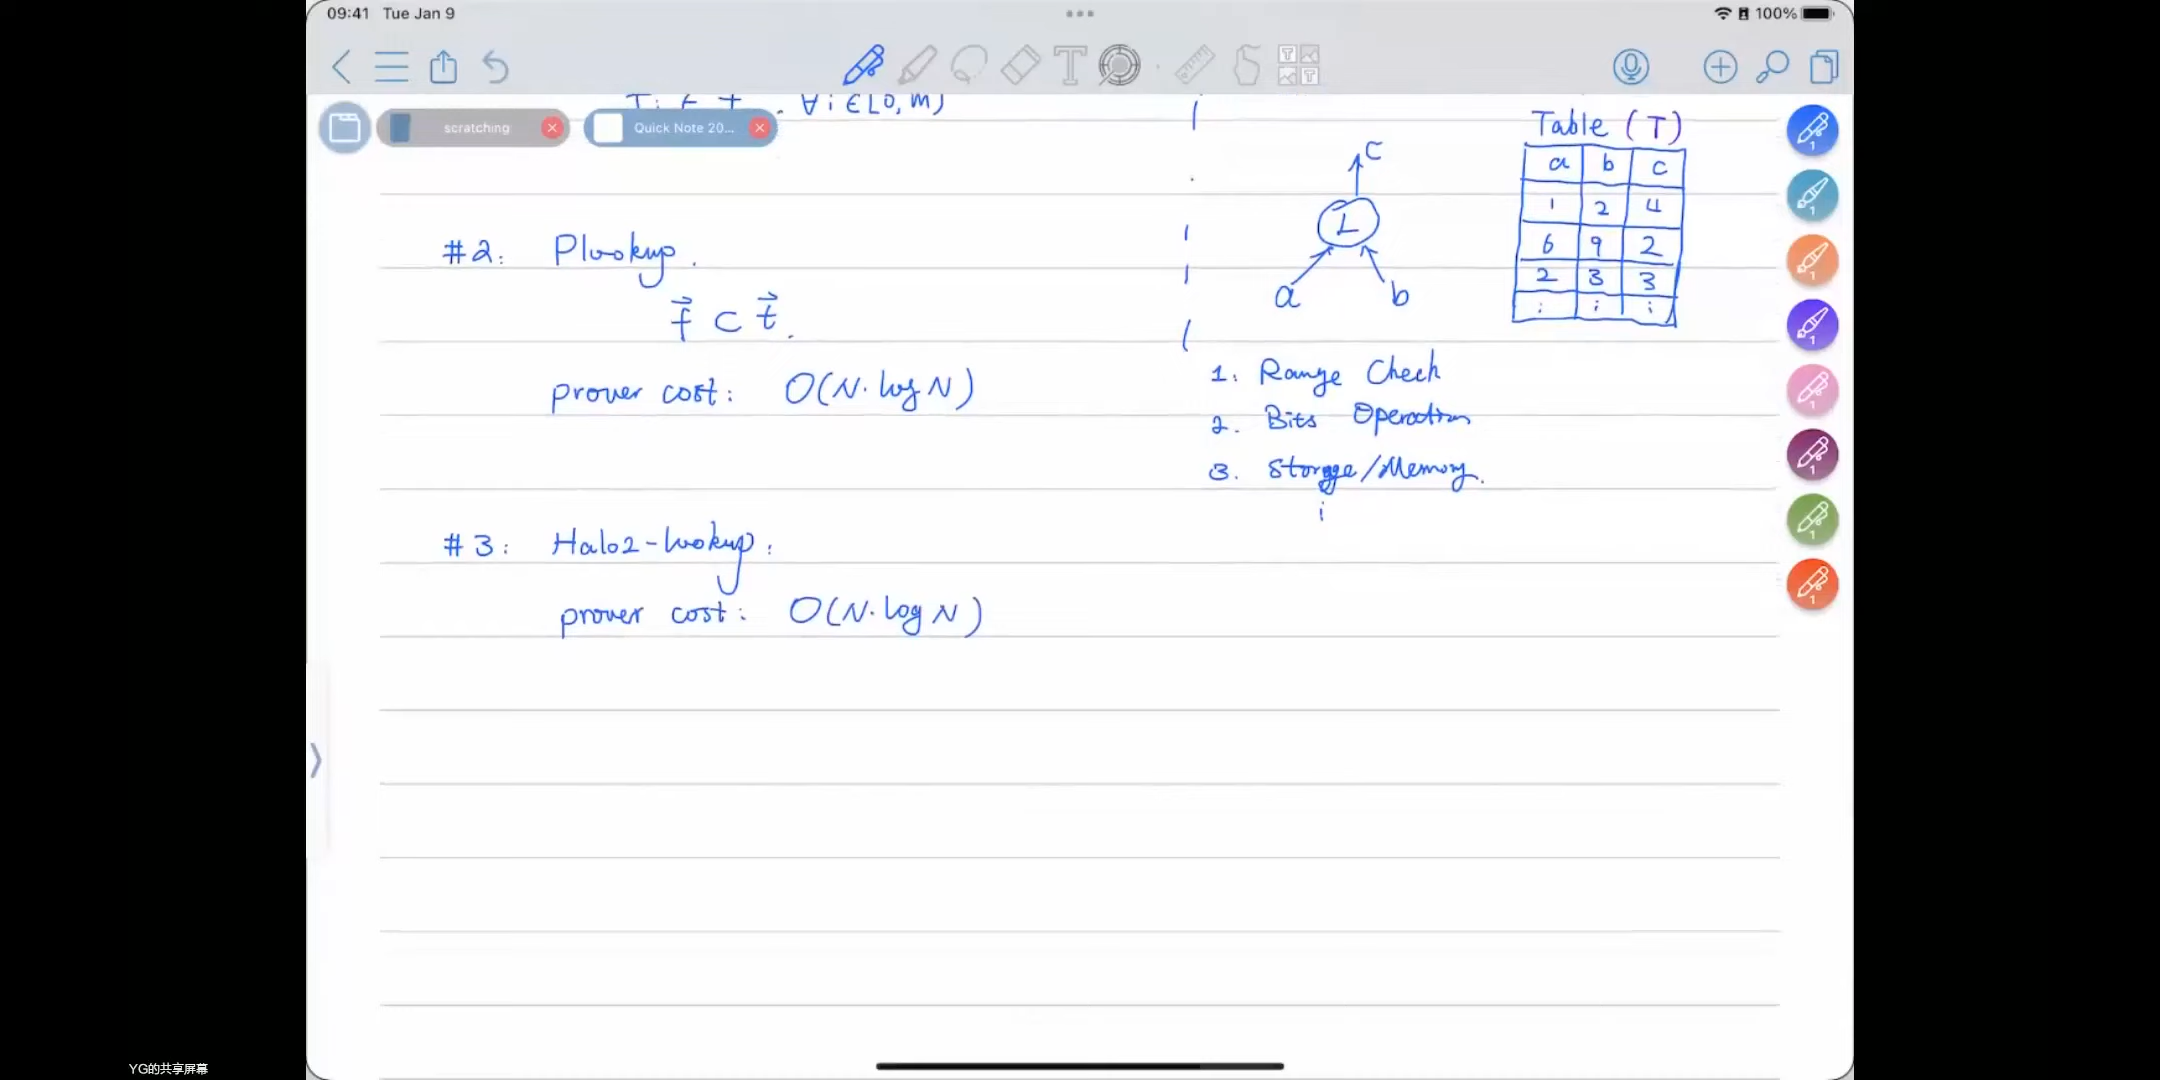 09:41 Tue Jan 9
100%
∀ i ∈ [0, m)
scratching
Quick Note 20...
#2: Plookup.
f⃗ ⊂ t⃗.
prover cost: O(N·log N)
#3: Halo2-lookup:
prover cost: O(N·log N)
c
L
a b
Table (T)
a b c
1 2 4
6 9 2
2 3 3
⋮ ⋮ ⋮
1. Range Check
2. Bits Operation
3. Storage/Memory.
⋮
YG的共享屏幕